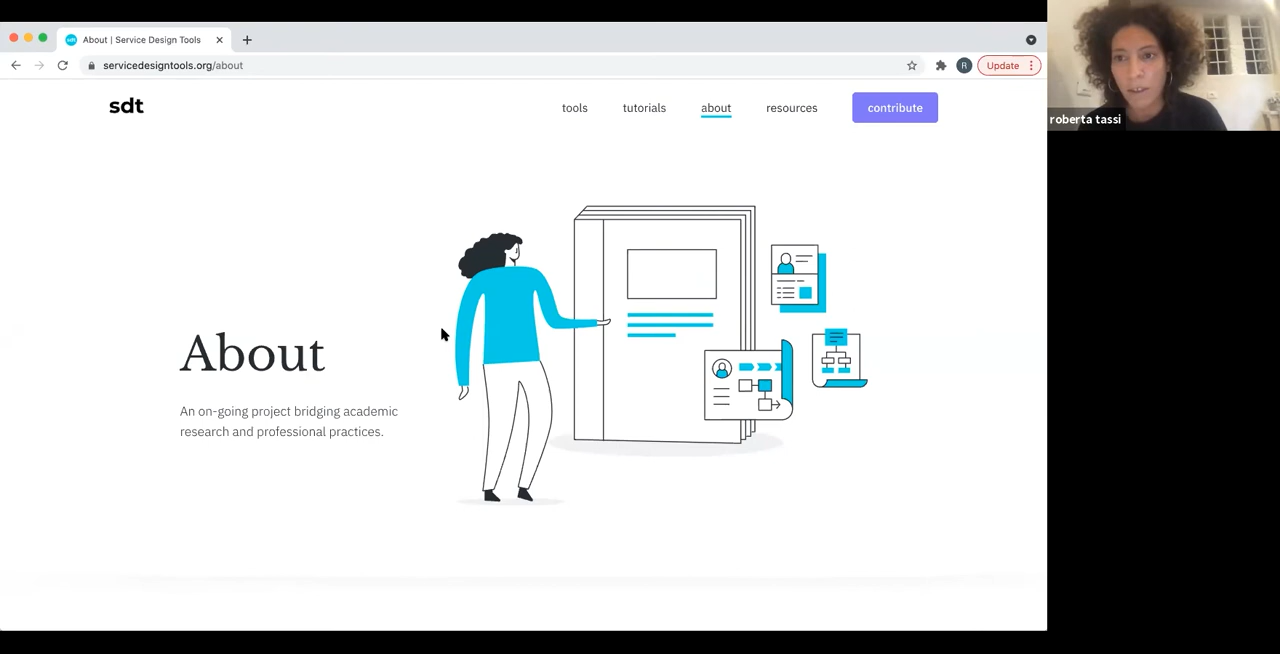 About | Service Design Tools
servicedesigntools.org/about
R
Update
sdt
tools
tutorials
about
resources
contribute
About
An on-going project bridging academic
research and professional practices.
roberta tassi